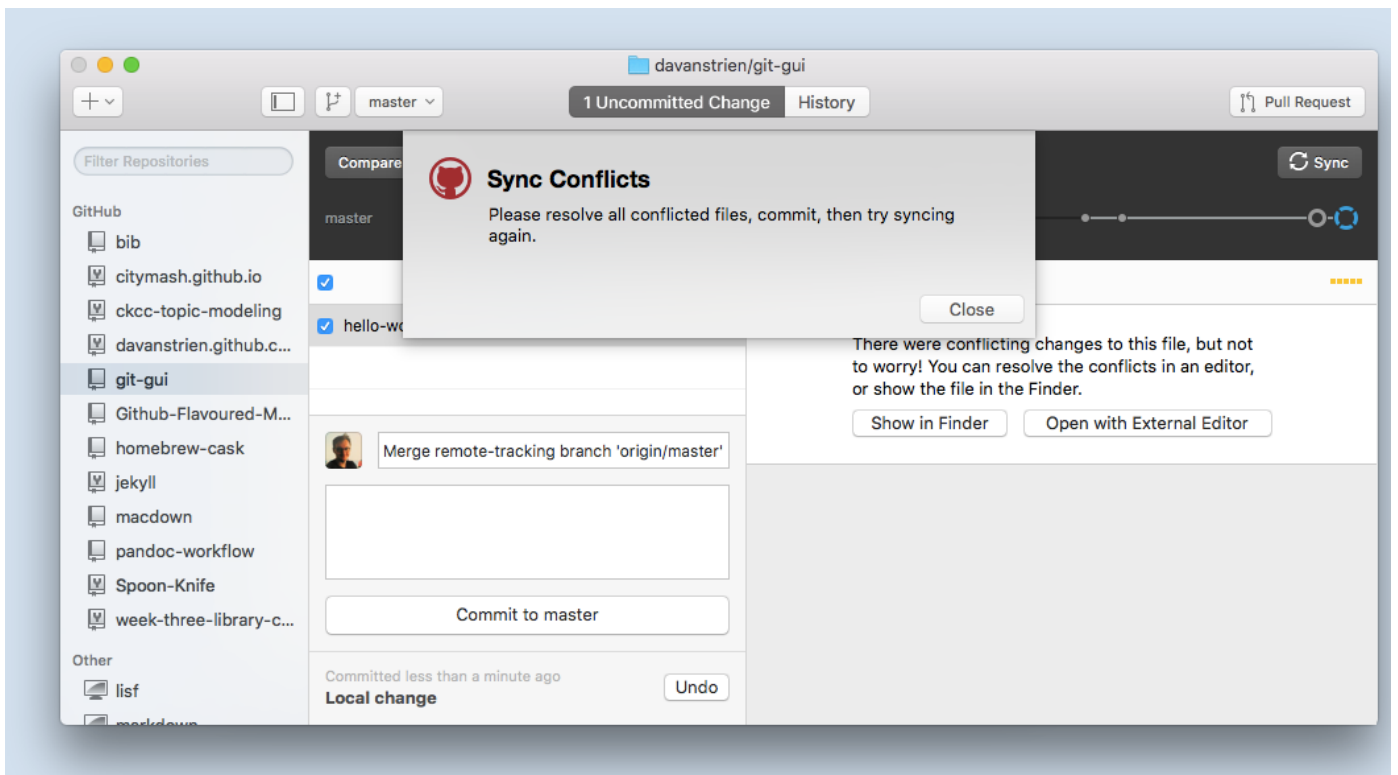 davanstrien/git-gui
master
1 Uncommitted Change
History
Pull Request
Filter Repositories
GitHub
bib
citymash.github.io
ckcc-topic-modeling
davanstrien.github.c...
git-gui
Github-Flavoured-M...
homebrew-cask
jekyll
macdown
pandoc-workflow
Spoon-Knife
week-three-library-c...
Other
lisf
markdown
Compare
Sync
master
Sync Conflicts
Please resolve all conflicted files, commit, then try syncing
again.
Close
hello-wo
There were conflicting changes to this file, but not
to worry! You can resolve the conflicts in an editor,
or show the file in the Finder.
Show in Finder
Open with External Editor
Merge remote-tracking branch 'origin/master'
Commit to master
Committed less than a minute ago
Local change
Undo